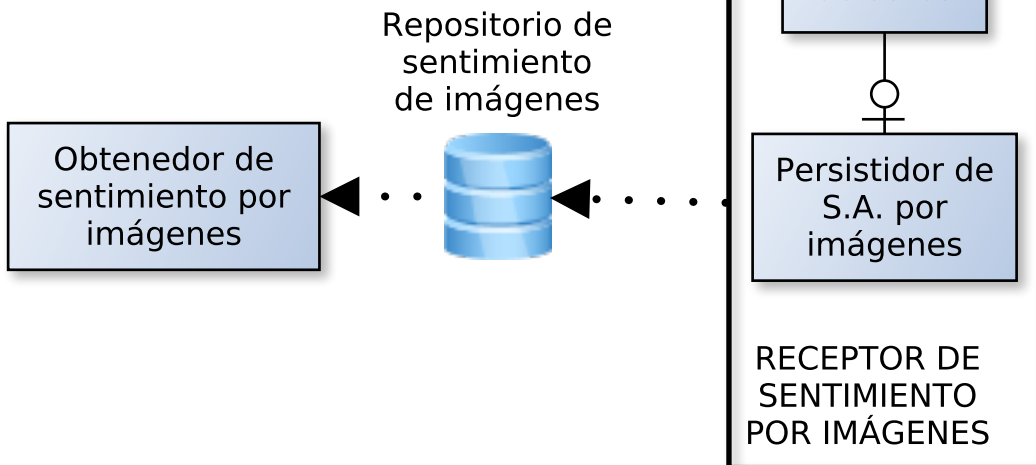 Repositorio de
sentimiento
de imágenes
Obtenedor de
sentimiento por
imágenes
Persistidor de
S.A. por
imágenes
RECEPTOR DE
SENTIMIENTO
POR IMÁGENES